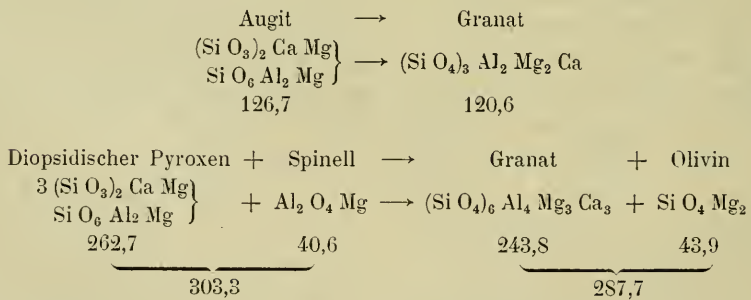 Augit → Granat
(Si O₃)₂ Ca Mg
Si O₆ Al₂ Mg } → (Si O₄)₃ Al₂ Mg₂ Ca
126,7 120,6
Diopsidischer Pyroxen + Spinell → Granat + Olivin
3 (Si O₃)₂ Ca Mg
Si O₆ Al₂ Mg } + Al₂ O₄ Mg → (Si O₄)₆ Al₄ Mg₃ Ca₃ + Si O₄ Mg₂
262,7 40,6 243,8 43,9
303,3 287,7